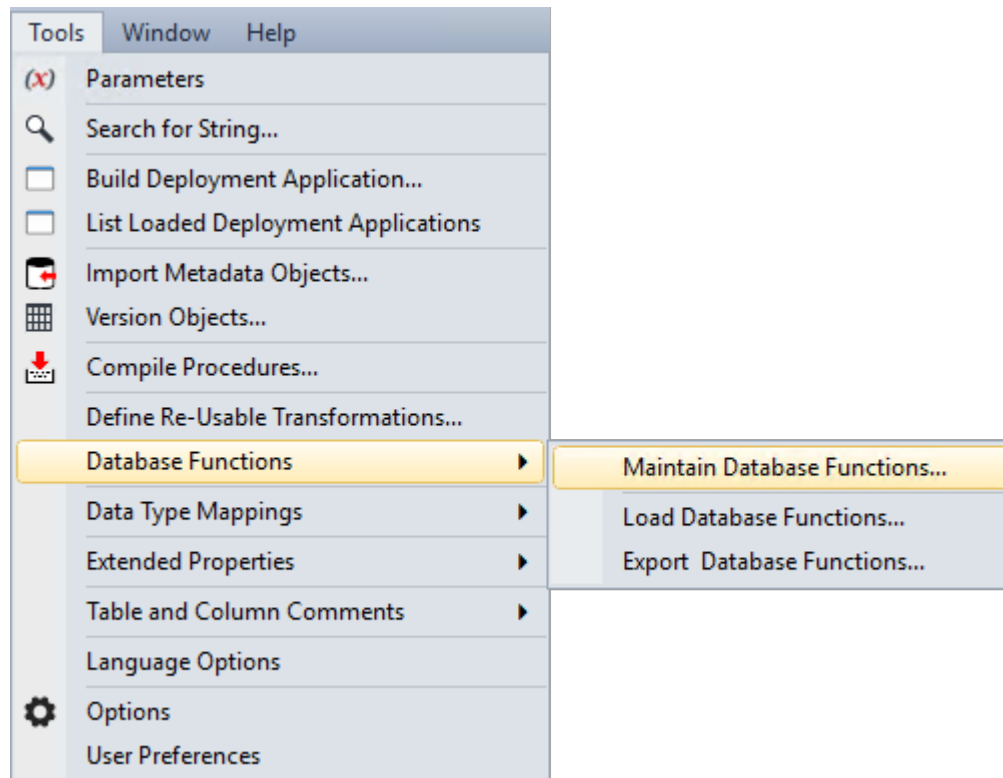 Tools Window Help
(x) Parameters
Search for String...
Build Deployment Application...
List Loaded Deployment Applications
Import Metadata Objects...
Version Objects...
Compile Procedures...
Define Re-Usable Transformations...
Database Functions
Maintain Database Functions...
Data Type Mappings
Load Database Functions...
Extended Properties
Export  Database Functions...
Table and Column Comments
Language Options
Options
User Preferences